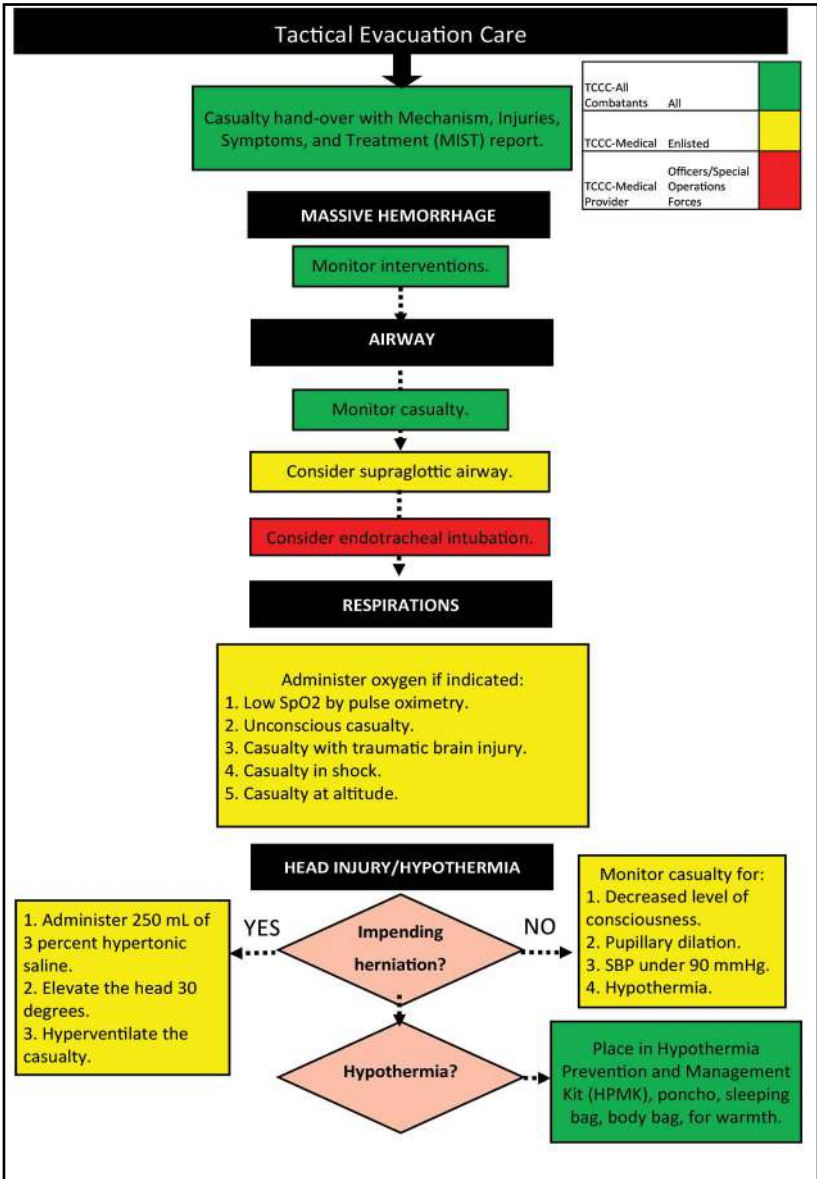 Tactical Evacuation Care
Casualty hand-over with Mechanism, Injuries,
Symptoms, and Treatment (MIST) report.
TCCC-All
Combatants All
TCCC-Medical Enlisted
Officers/Special
TCCC-Medical Operations
Provider Forces
MASSIVE HEMORRHAGE
Monitor interventions.
AIRWAY
Monitor casualty.
Consider supraglottic airway.
Consider endotracheal intubation.
RESPIRATIONS
Administer oxygen if indicated:
1. Low SpO2 by pulse oximetry.
2. Unconscious casualty.
3. Casualty with traumatic brain injury.
4. Casualty in shock.
5. Casualty at altitude.
HEAD INJURY/HYPOTHERMIA
Impending
herniation?
YES
1. Administer 250 mL of
3 percent hypertonic
saline.
2. Elevate the head 30
degrees.
3. Hyperventilate the
casualty.
NO
Monitor casualty for:
1. Decreased level of
consciousness.
2. Pupillary dilation.
3. SBP under 90 mmHg.
4. Hypothermia.
Hypothermia?
Place in Hypothermia
Prevention and Management
Kit (HPMK), poncho, sleeping
bag, body bag, for warmth.